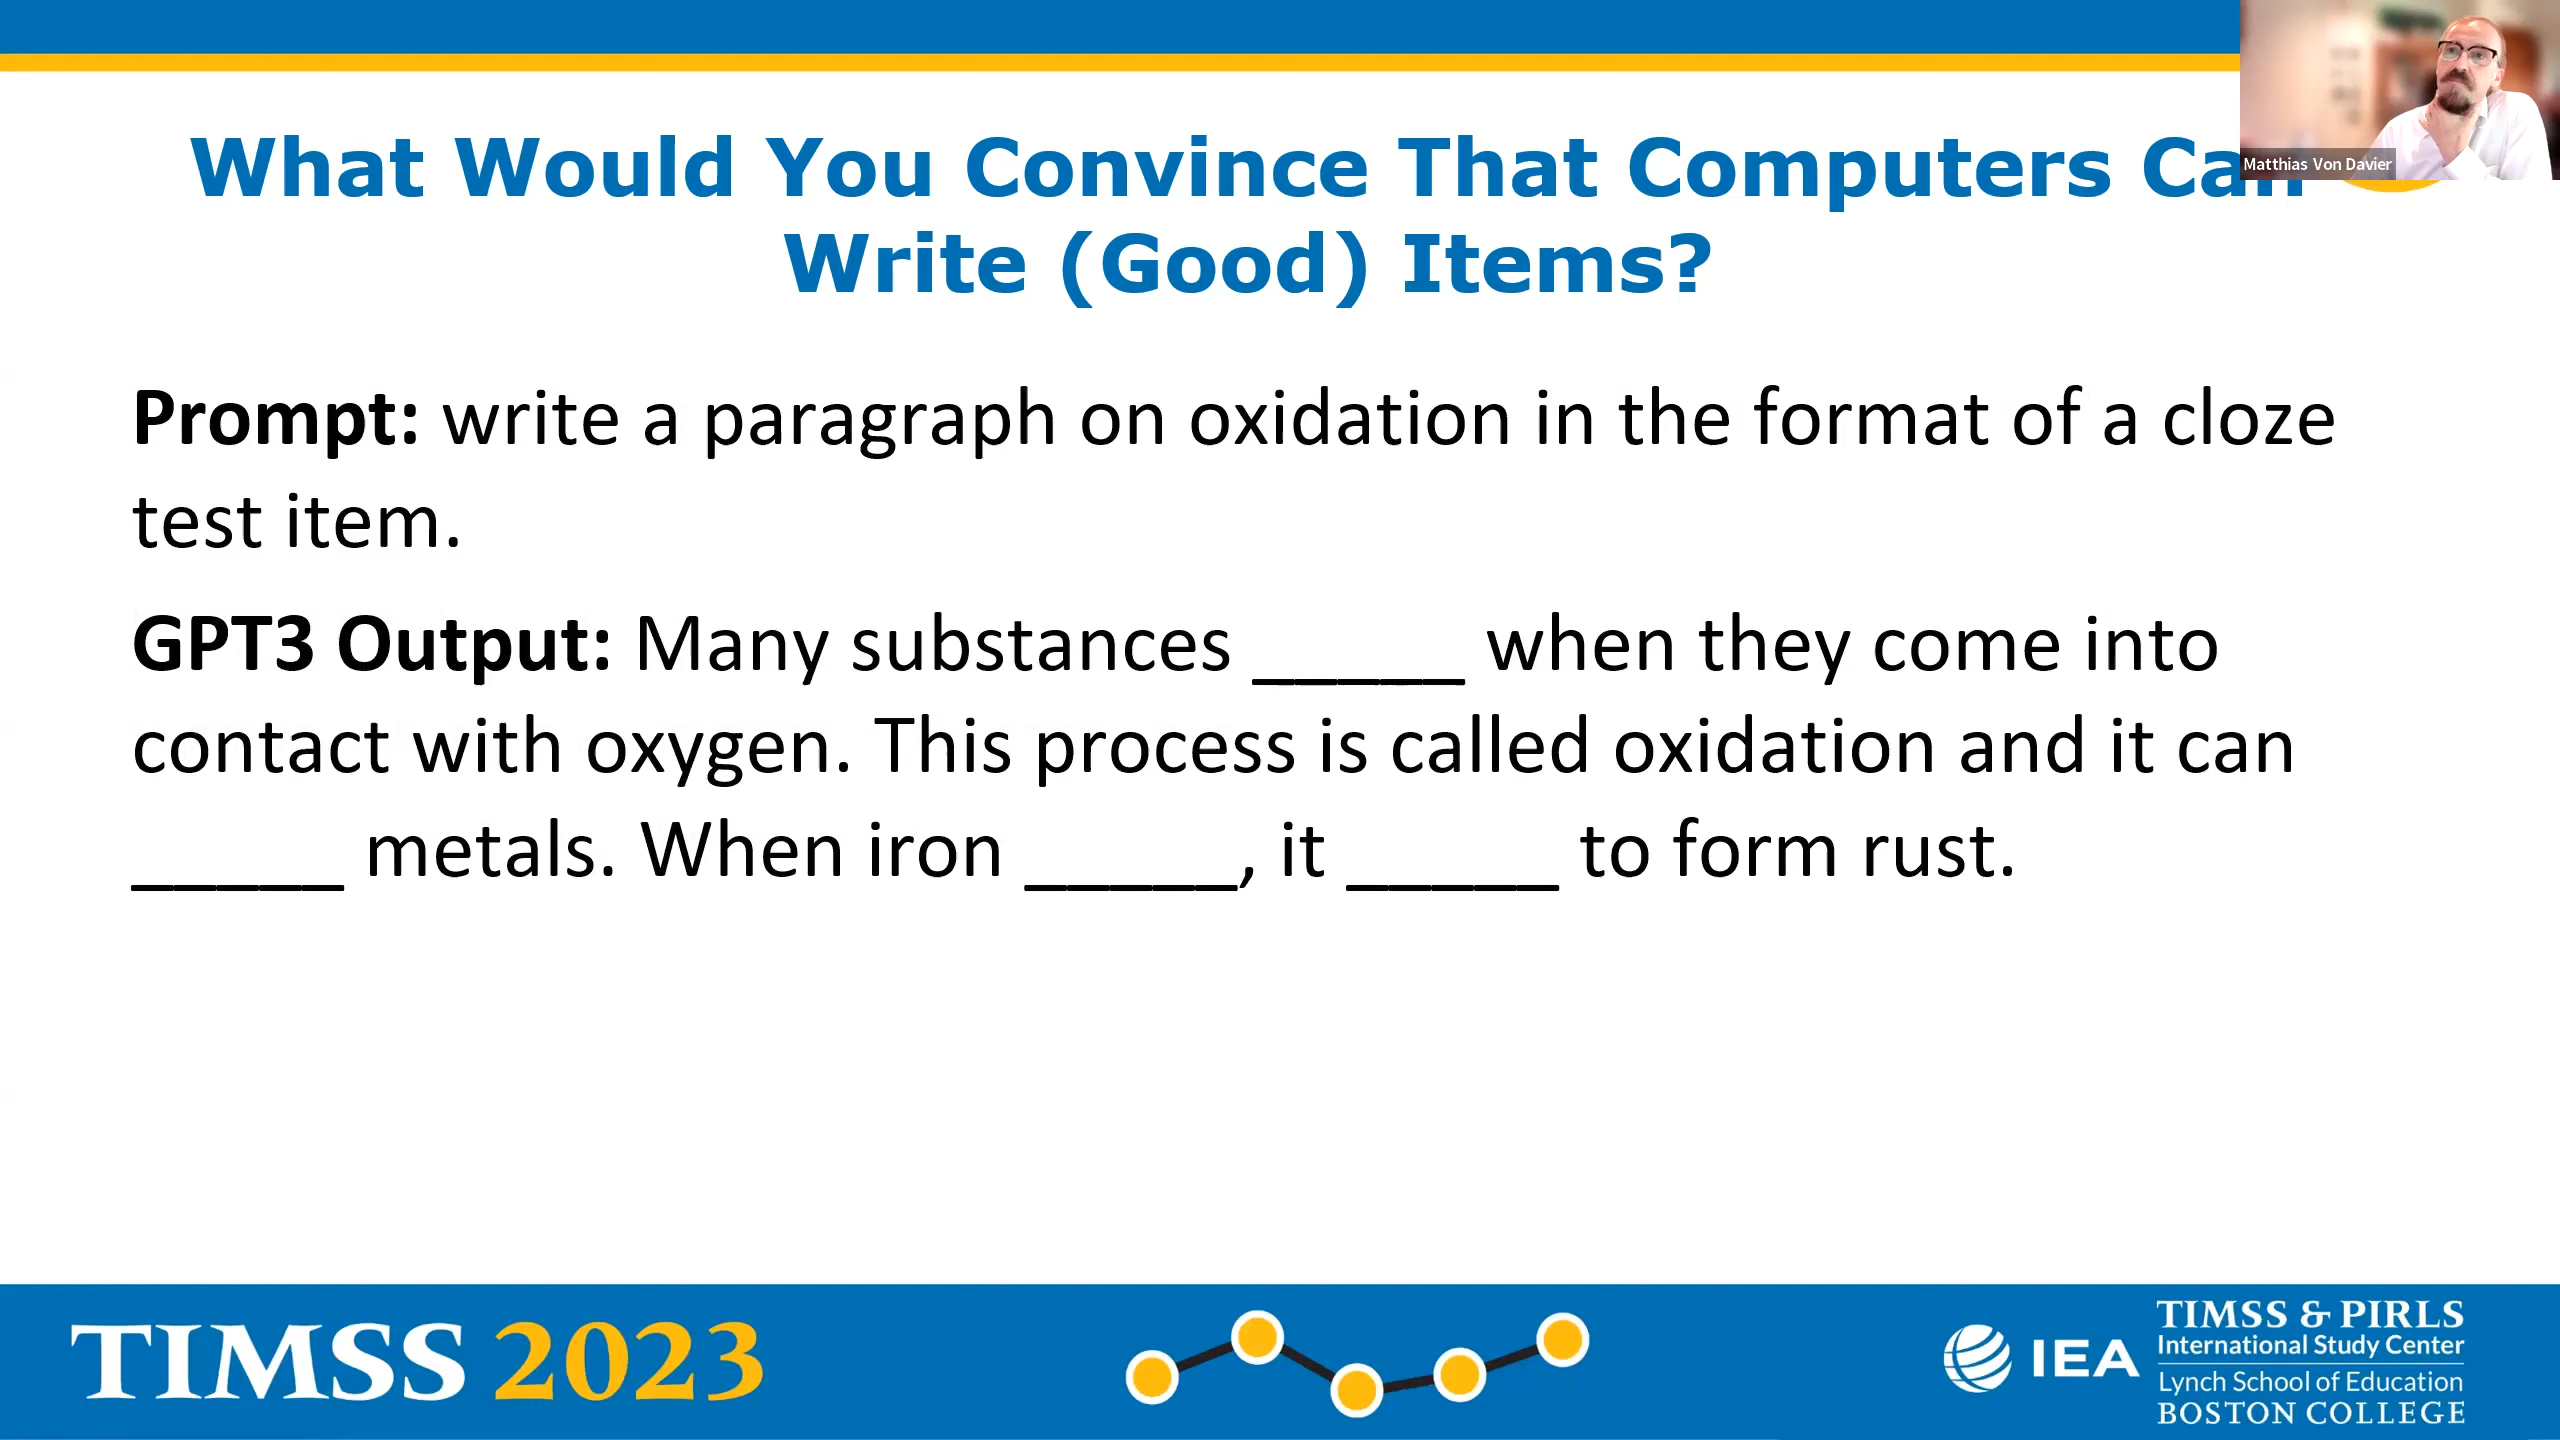 What Would You Convince That Computers Can
Write (Good) Items?
Matthias Von Davier
Prompt: write a paragraph on oxidation in the format of a cloze
test item.
GPT3 Output: Many substances _____ when they come into
contact with oxygen. This process is called oxidation and it can
_____ metals. When iron _____, it _____ to form rust.
TIMSS 2023
IEA
TIMSS & PIRLS
International Study Center
Lynch School of Education
BOSTON COLLEGE